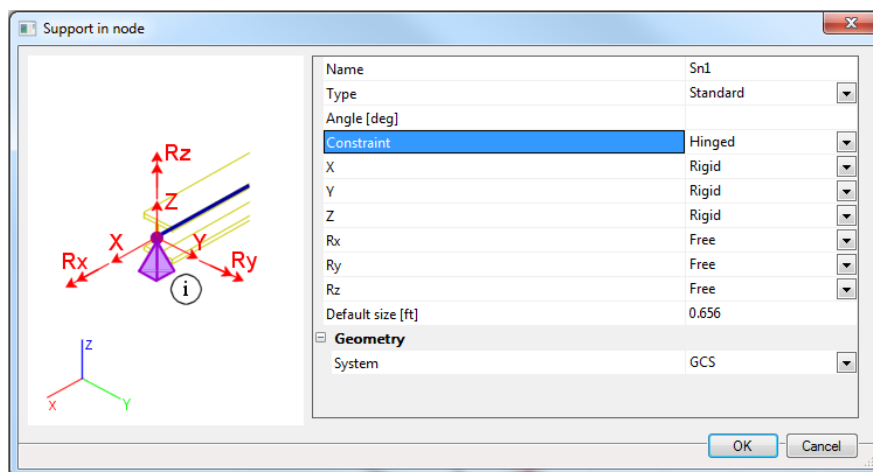 Support in node
Rz
Z
X
Y
Rx
Ry
i
Z
X
Y
Name Sn1
Type Standard
Angle [deg]
Constraint Hinged
X Rigid
Y Rigid
Z Rigid
Rx Free
Ry Free
Rz Free
Default size [ft] 0.656
Geometry
System GCS
OK Cancel